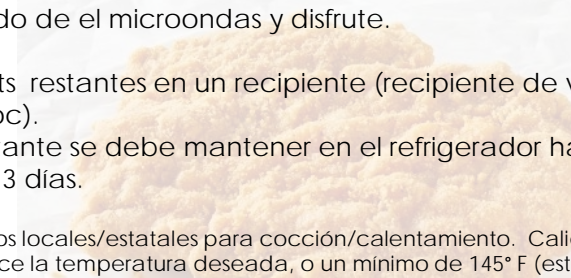 do de el microondas y disfrute.
ts restantes en un recipiente (recipiente de v
oc).
ante se debe mantener en el refrigerador ha
3 días.
os locales/estatales para cocción/calentamiento. Calie
ce la temperatura deseada, o un mínimo de 145° F (est